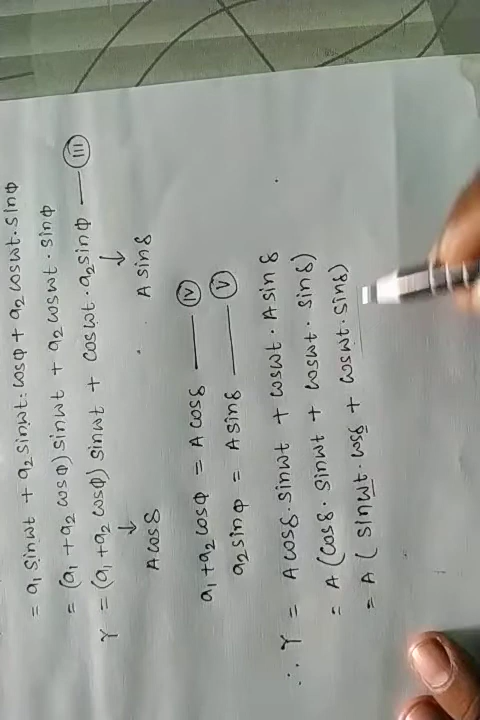 = a₁ sinωt + a₂ sinωt · cosϕ + a₂ cosωt · sinϕ
= (a₁ + a₂ cosϕ) sinωt + a₂ cosωt · sinϕ
Y = (a₁ + a₂ cosϕ) sinωt + cosωt · a₂ sinϕ — III
↓ ↓
A cosδ A sinδ
a₁ + a₂ cosϕ = A cosδ — IV
a₂ sinϕ = A sinδ — V
∴ Y = A cosδ · sinωt + cosωt · A sinδ
= A (cosδ · sinωt + cosωt · sinδ)
= A ( sinωt · cosδ + cosωt · sinδ)